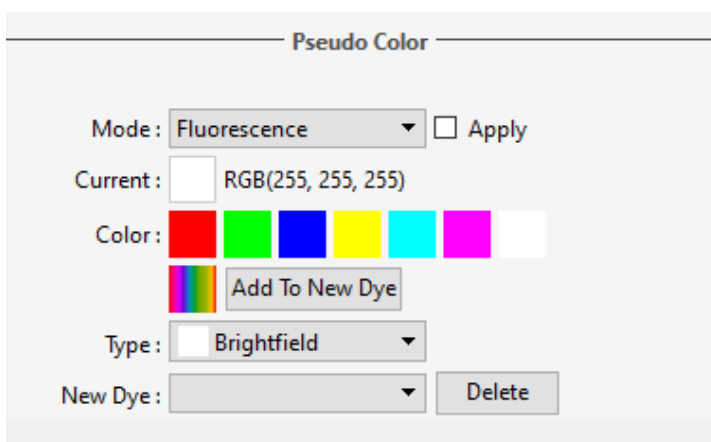 Pseudo Color
Mode : Fluorescence Apply
Current : RGB(255, 255, 255)
Color :
Add To New Dye
Type : Brightfield
New Dye : Delete